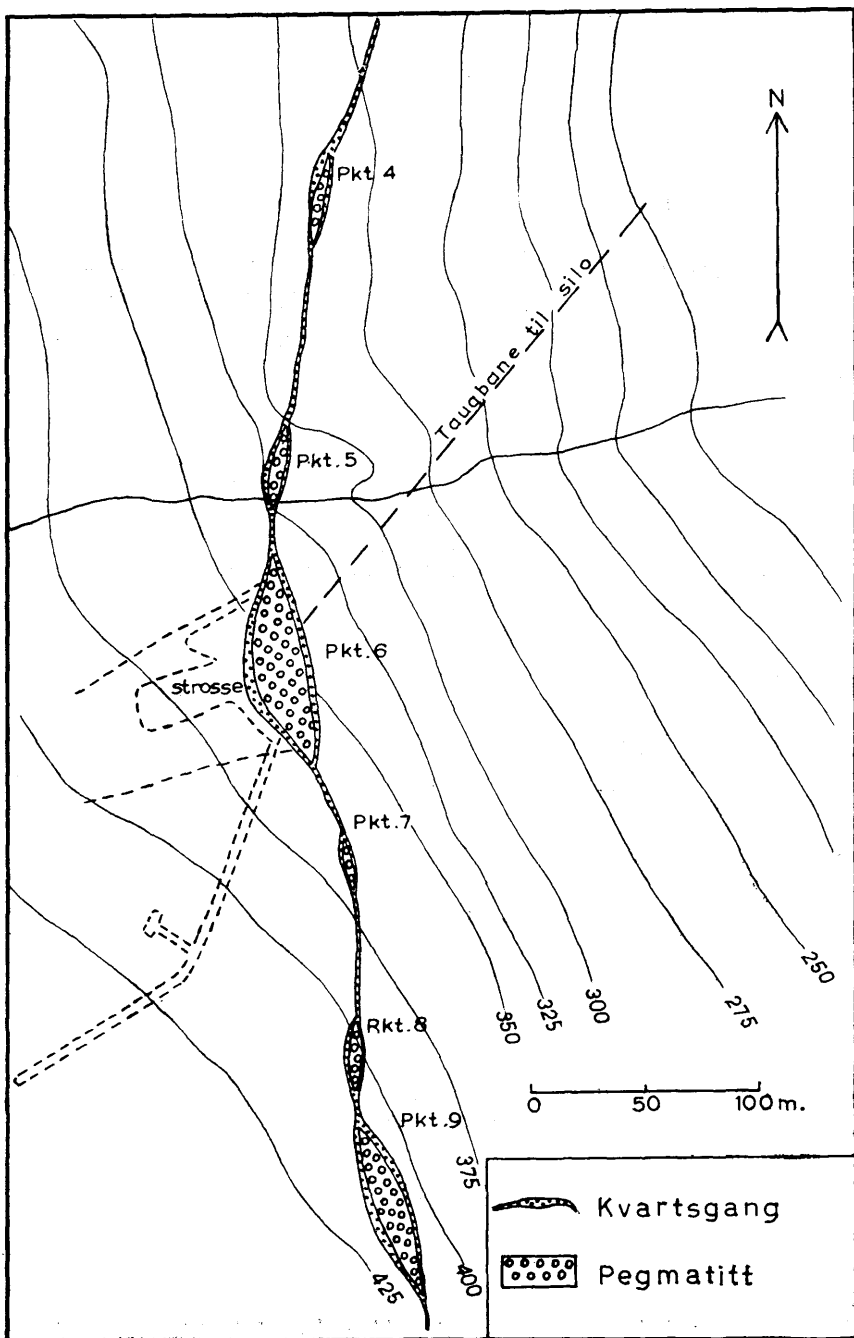 N
Pkt 4
Taugbane til silo
Pkt.5
Pkt.6
strosse
Pkt.7
250
275
300
325
350
Rkt.8
0 50 100m.
Pkt.9
375
400
425
Kvartsgang
Pegmatitt